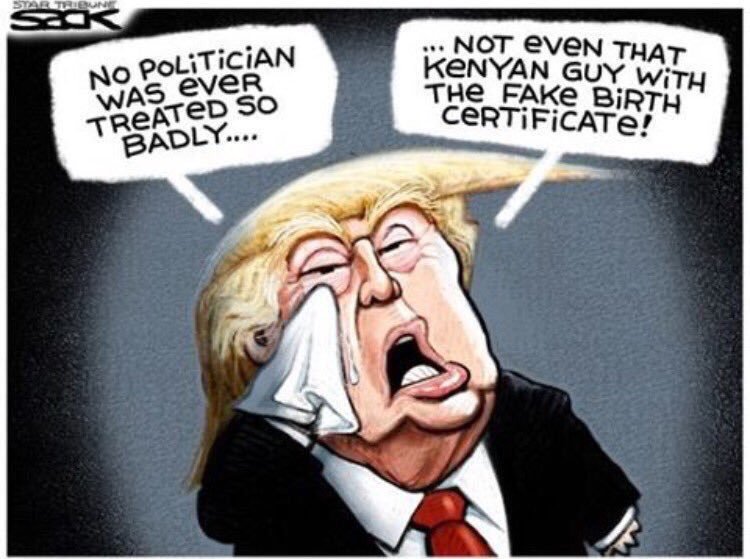 STAR TRIBUNE
SACK
NO POLITICIAN
WAS EVER
TREATED SO
BADLY....
... NOT EVEN THAT
KENYAN GUY WITH
THE FAKE BIRTH
CERTIFICATE!